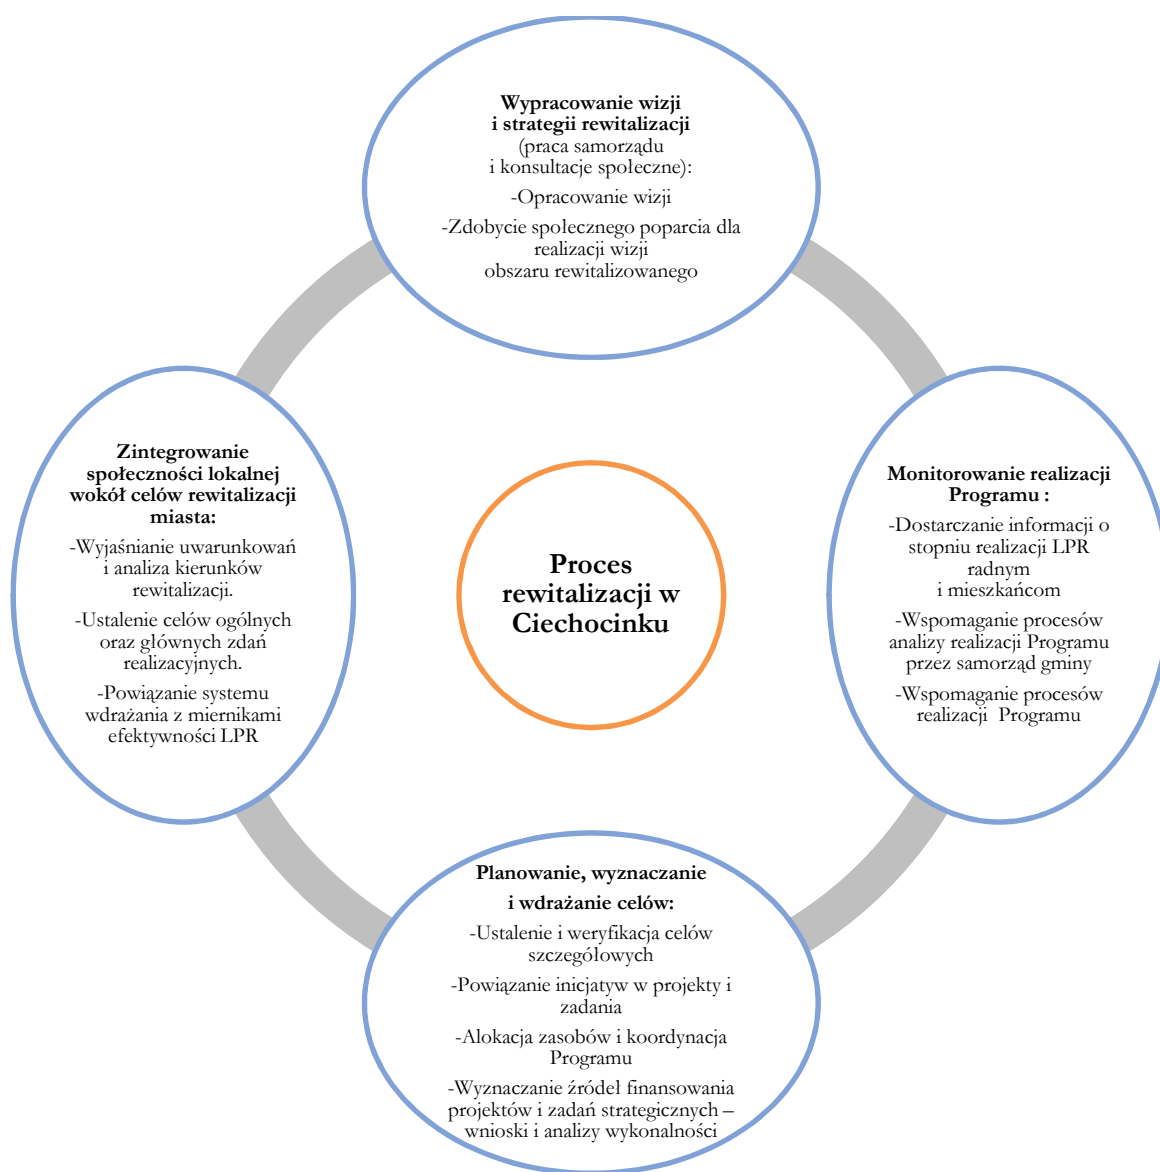 Wypracowanie wizji
i strategii rewitalizacji
(praca samorządu
i konsultacje społeczne):
-Opracowanie wizji
-Zdobycie społecznego poparcia dla
realizacji wizji
obszaru rewitalizowanego
Zintegrowanie
społeczności lokalnej
wokół celów rewitalizacji
miasta:
-Wyjaśnianie uwarunkowań
i analiza kierunków
rewitalizacji.
-Ustalenie celów ogólnych
oraz głównych zdań
realizacyjnych.
-Powiązanie systemu
wdrażania z miernikami
efektywności LPR
Proces
rewitalizacji w
Ciechocinku
Monitorowanie realizacji
Programu :
-Dostarczanie informacji o
stopniu realizacji LPR
radnym
i mieszkańcom
-Wspomaganie procesów
analizy realizacji Programu
przez samorząd gminy
-Wspomaganie procesów
realizacji  Programu
Planowanie, wyznaczanie
i wdrażanie celów:
-Ustalenie i weryfikacja celów
szczegółowych
-Powiązanie inicjatyw w projekty i
zadania
-Alokacja zasobów i koordynacja
Programu
-Wyznaczanie źródeł finansowania
projektów i zadań strategicznych –
wnioski i analizy wykonalności